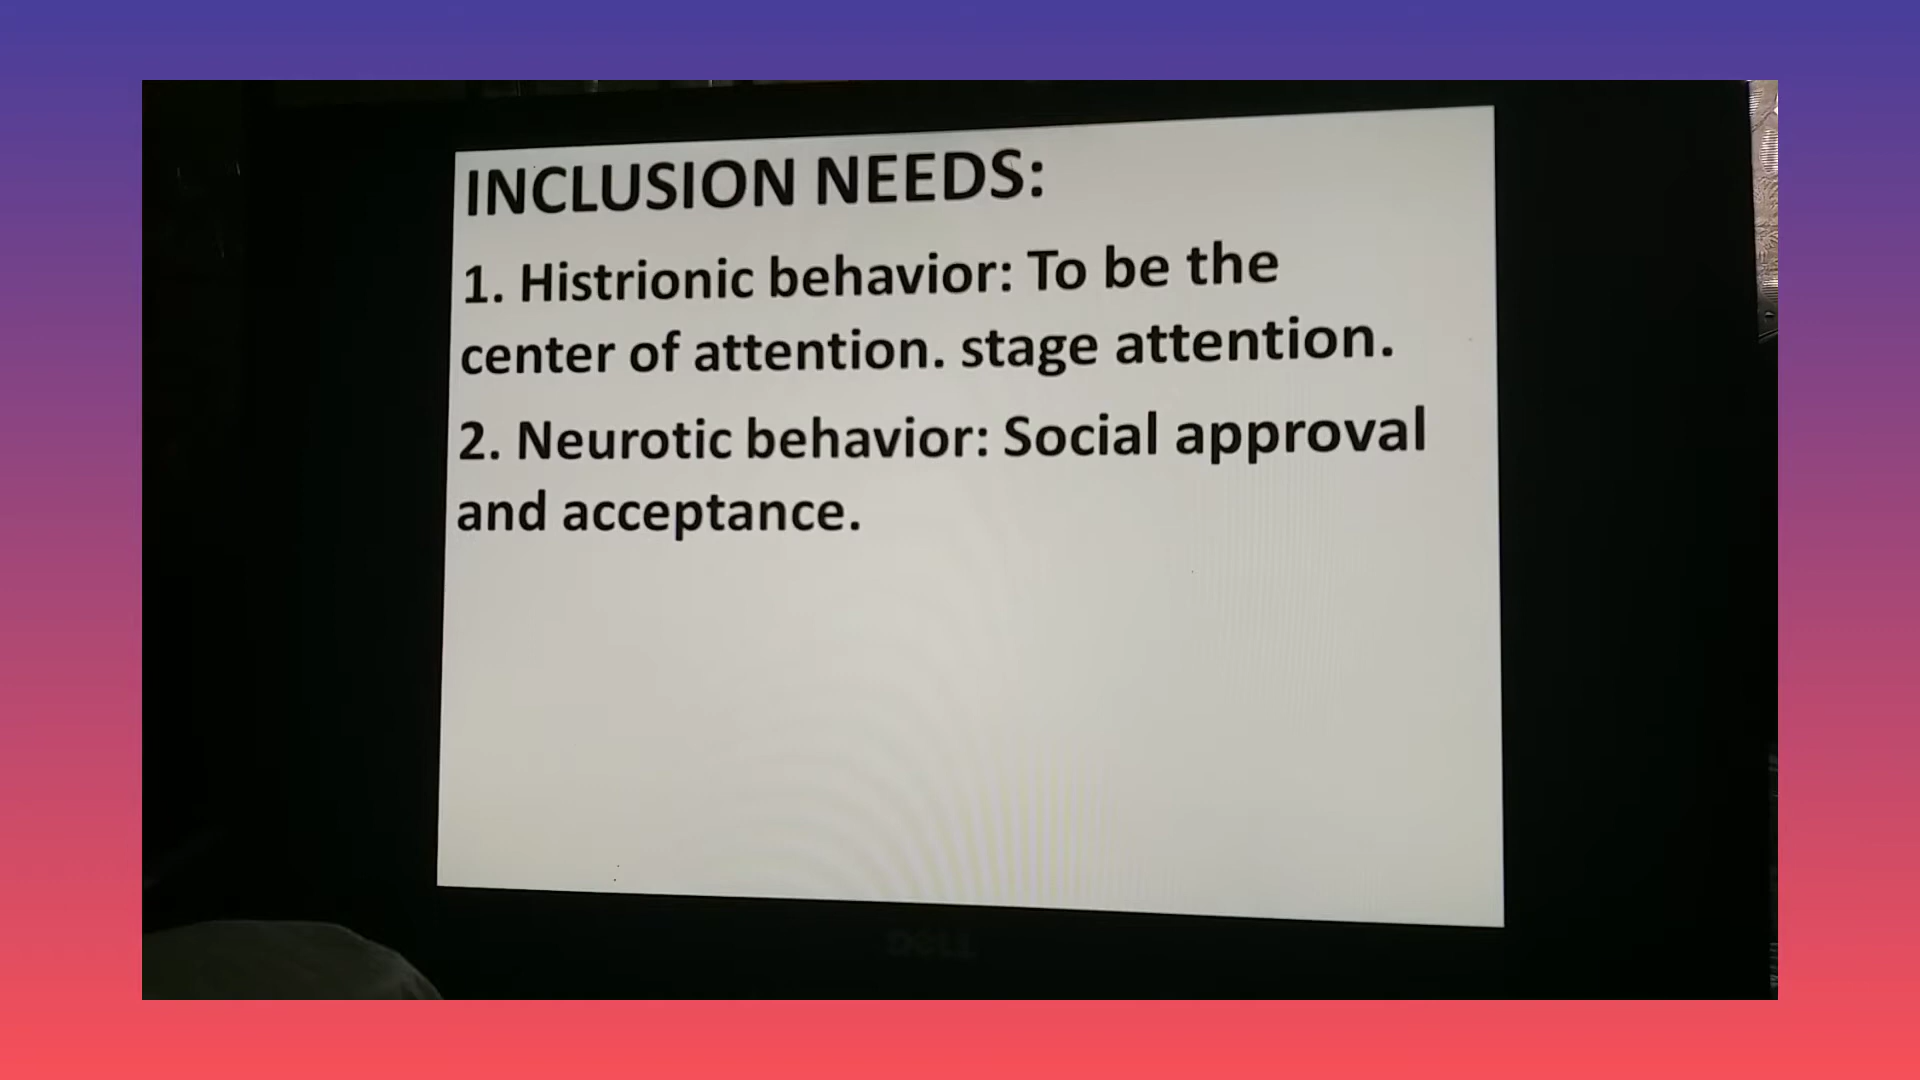 INCLUSION NEEDS:
1. Histrionic behavior: To be the
center of attention. stage attention.
2. Neurotic behavior: Social approval
and acceptance.
DELL